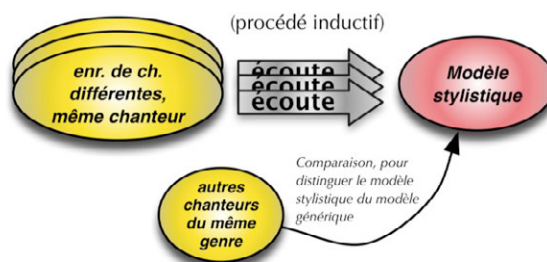 (procédé inductif)
enr. de ch.
différentes,
même chanteur
écoute
écoute
écoute
Modèle
stylistique
Comparaison, pour
distinguer le modèle
stylistique du modèle
générique
autres
chanteurs
du même
genre